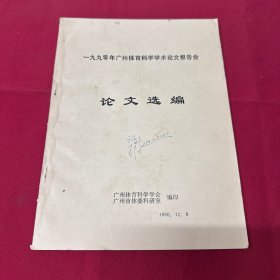 一九九零年广州体育科学学术论文报告会
论文选编
广州体育科学学会
广州市体委科研室 编印
1990.12.8